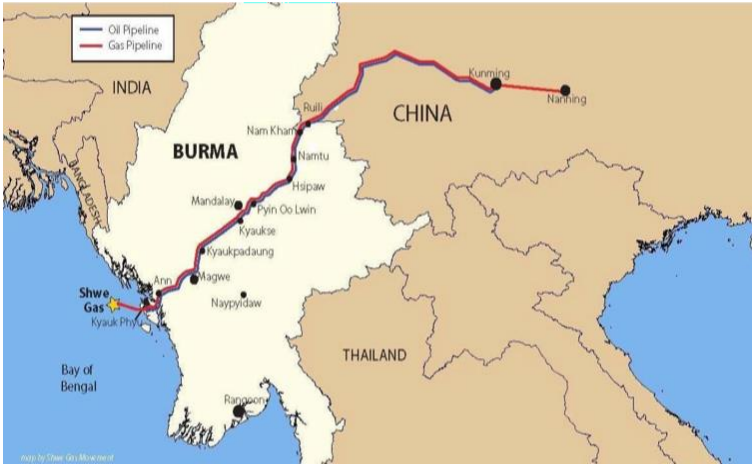 Oil Pipeline
Gas Pipeline
INDIA
CHINA
Kunming
Nanning
Ruili
Nam Kham
BURMA
Namtu
BANGLADESH
Hsipaw
Mandalay
Pyin Oo Lwin
Kyaukse
Kyaukpadaung
Ann
Magwe
Shwe
Gas
Naypyidaw
Kyauk Phyu
THAILAND
Bay of
Bengal
Rangoon
map by Shwe Gas Movement